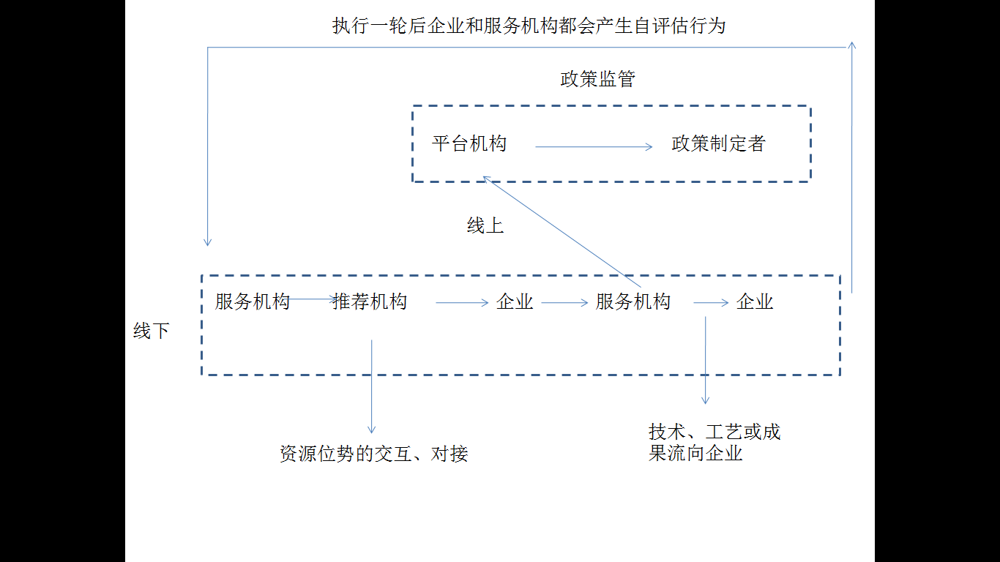 执行一轮后企业和服务机构都会产生自评估行为
政策监管
平台机构
政策制定者
线上
服务机构
推荐机构
企业
服务机构
企业
线下
技术、工艺或成
果流向企业
资源位势的交互、对接